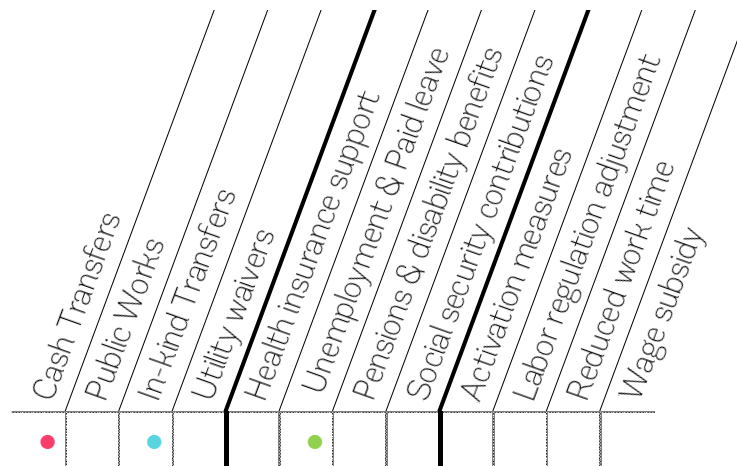 Cash Transfers
Public Works
In-kind Transfers
Utility waivers
Health insurance support
Unemployment & Paid leave
Pensions & disability benefits
Social security contributions
Activation measures
Labor regulation adjustment
Reduced work time
Wage subsidy